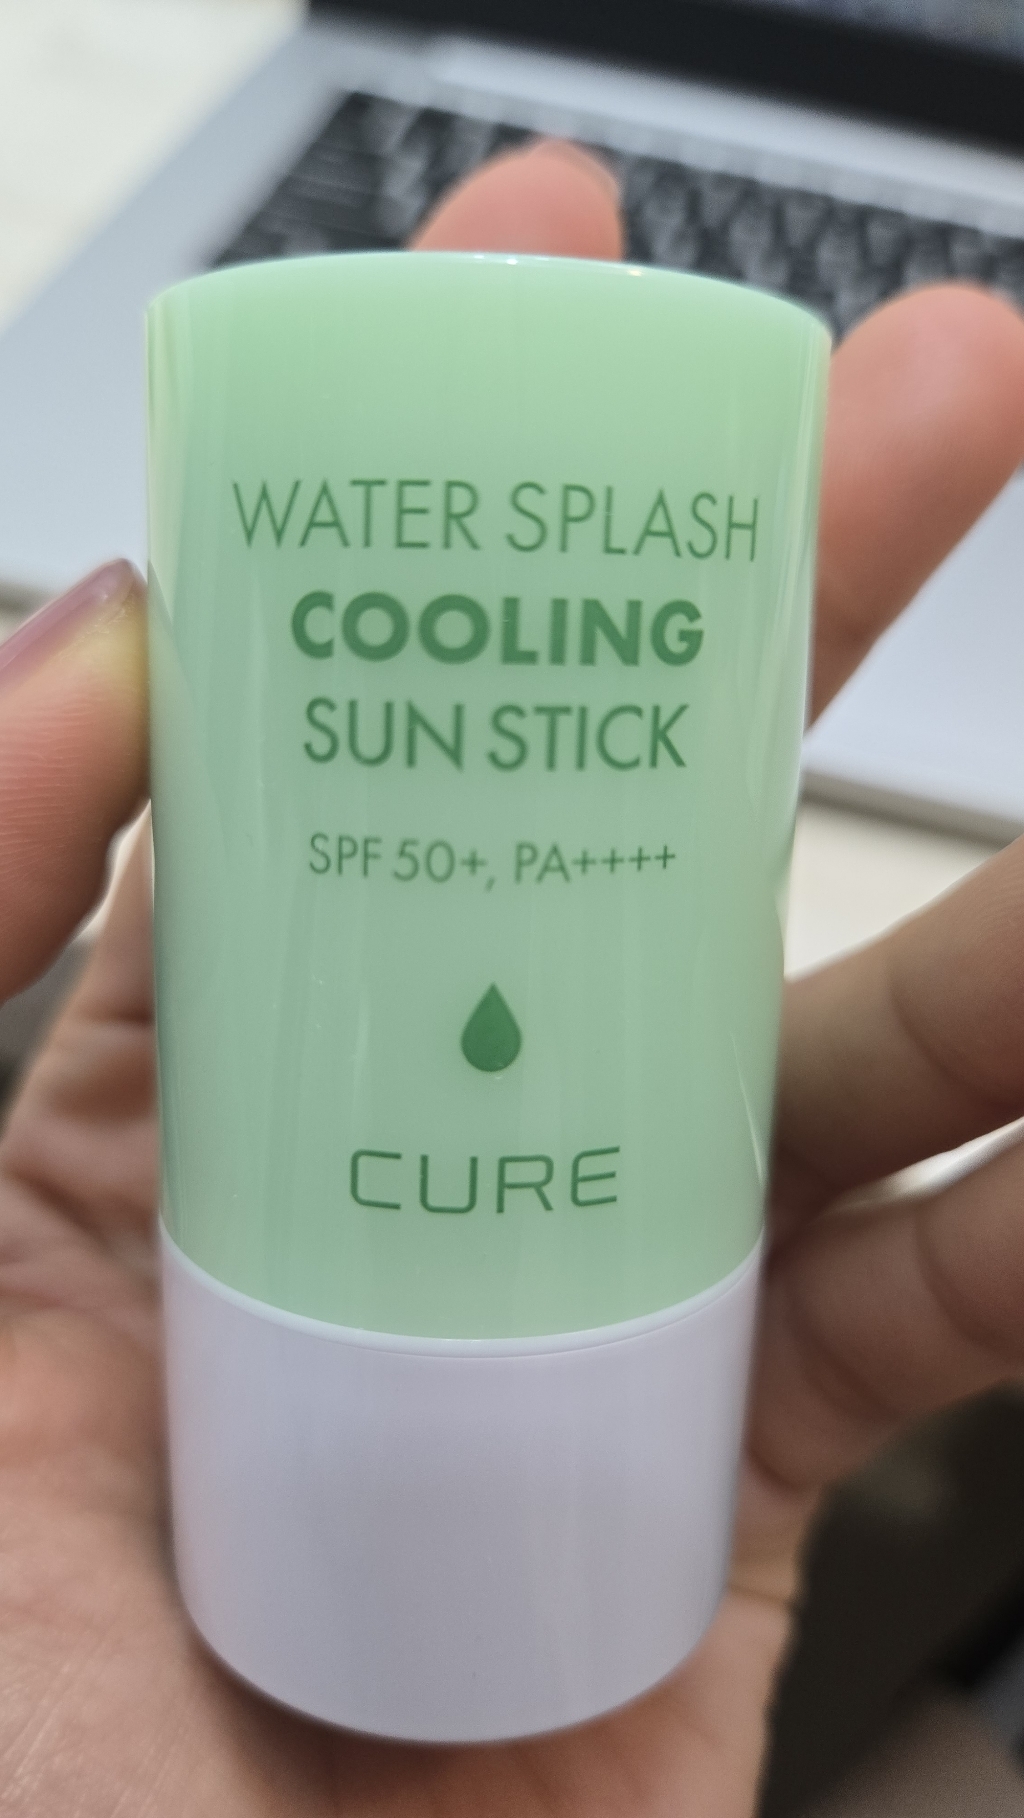 WATER SPLASH
COOLING
SUN STICK
SPF 50+, PA++++
CURE